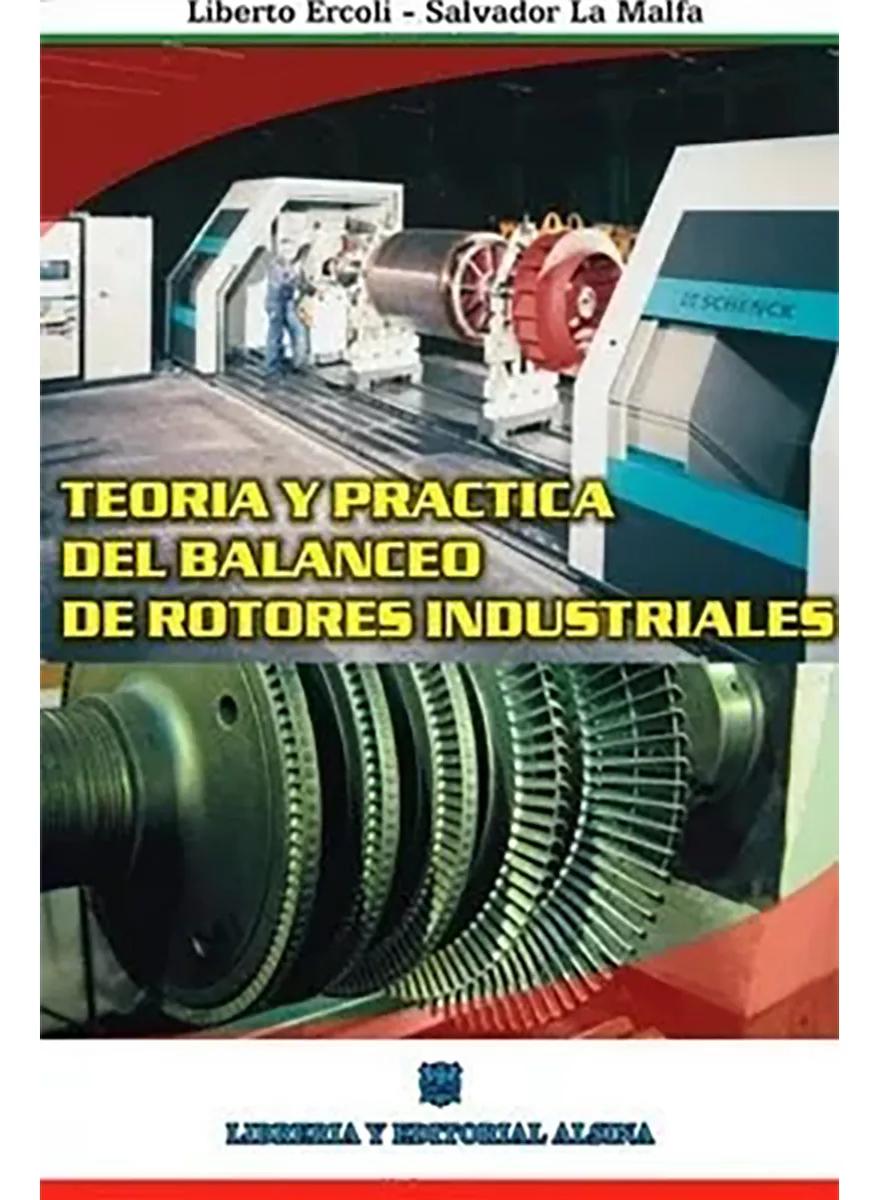 Liberto Ercoli - Salvador La Malfa
SCHENCK
TEORIA Y PRACTICA
DEL BALANCEO
DE ROTORES INDUSTRIALES
LIBRERIA Y EDITORIAL ALSINA